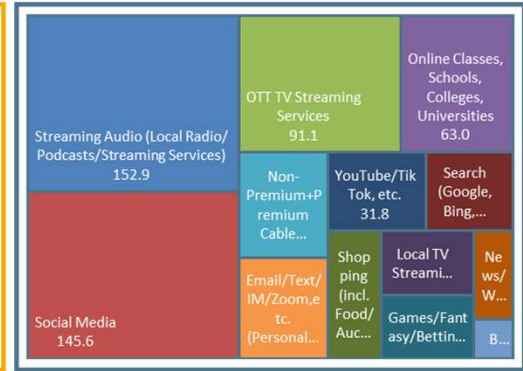 Streaming Audio (Local Radio/
Podcasts/Streaming Services)
152.9
Social Media
145.6
OTT TV Streaming
Services
91.1
Online Classes,
Schools,
Colleges,
Universities
63.0
Non-
Premium+P
remium
Cable...
YouTube/Tik
Tok, etc.
31.8
Search
(Google,
Bing,...
Email/Text/
IM/Zoom,e
tc.
(Personal...
Shop
ping
(incl.
Food/
Auc...
Local TV
Streami...
Games/Fant
asy/Bettin...
Ne
ws/
W...
B...